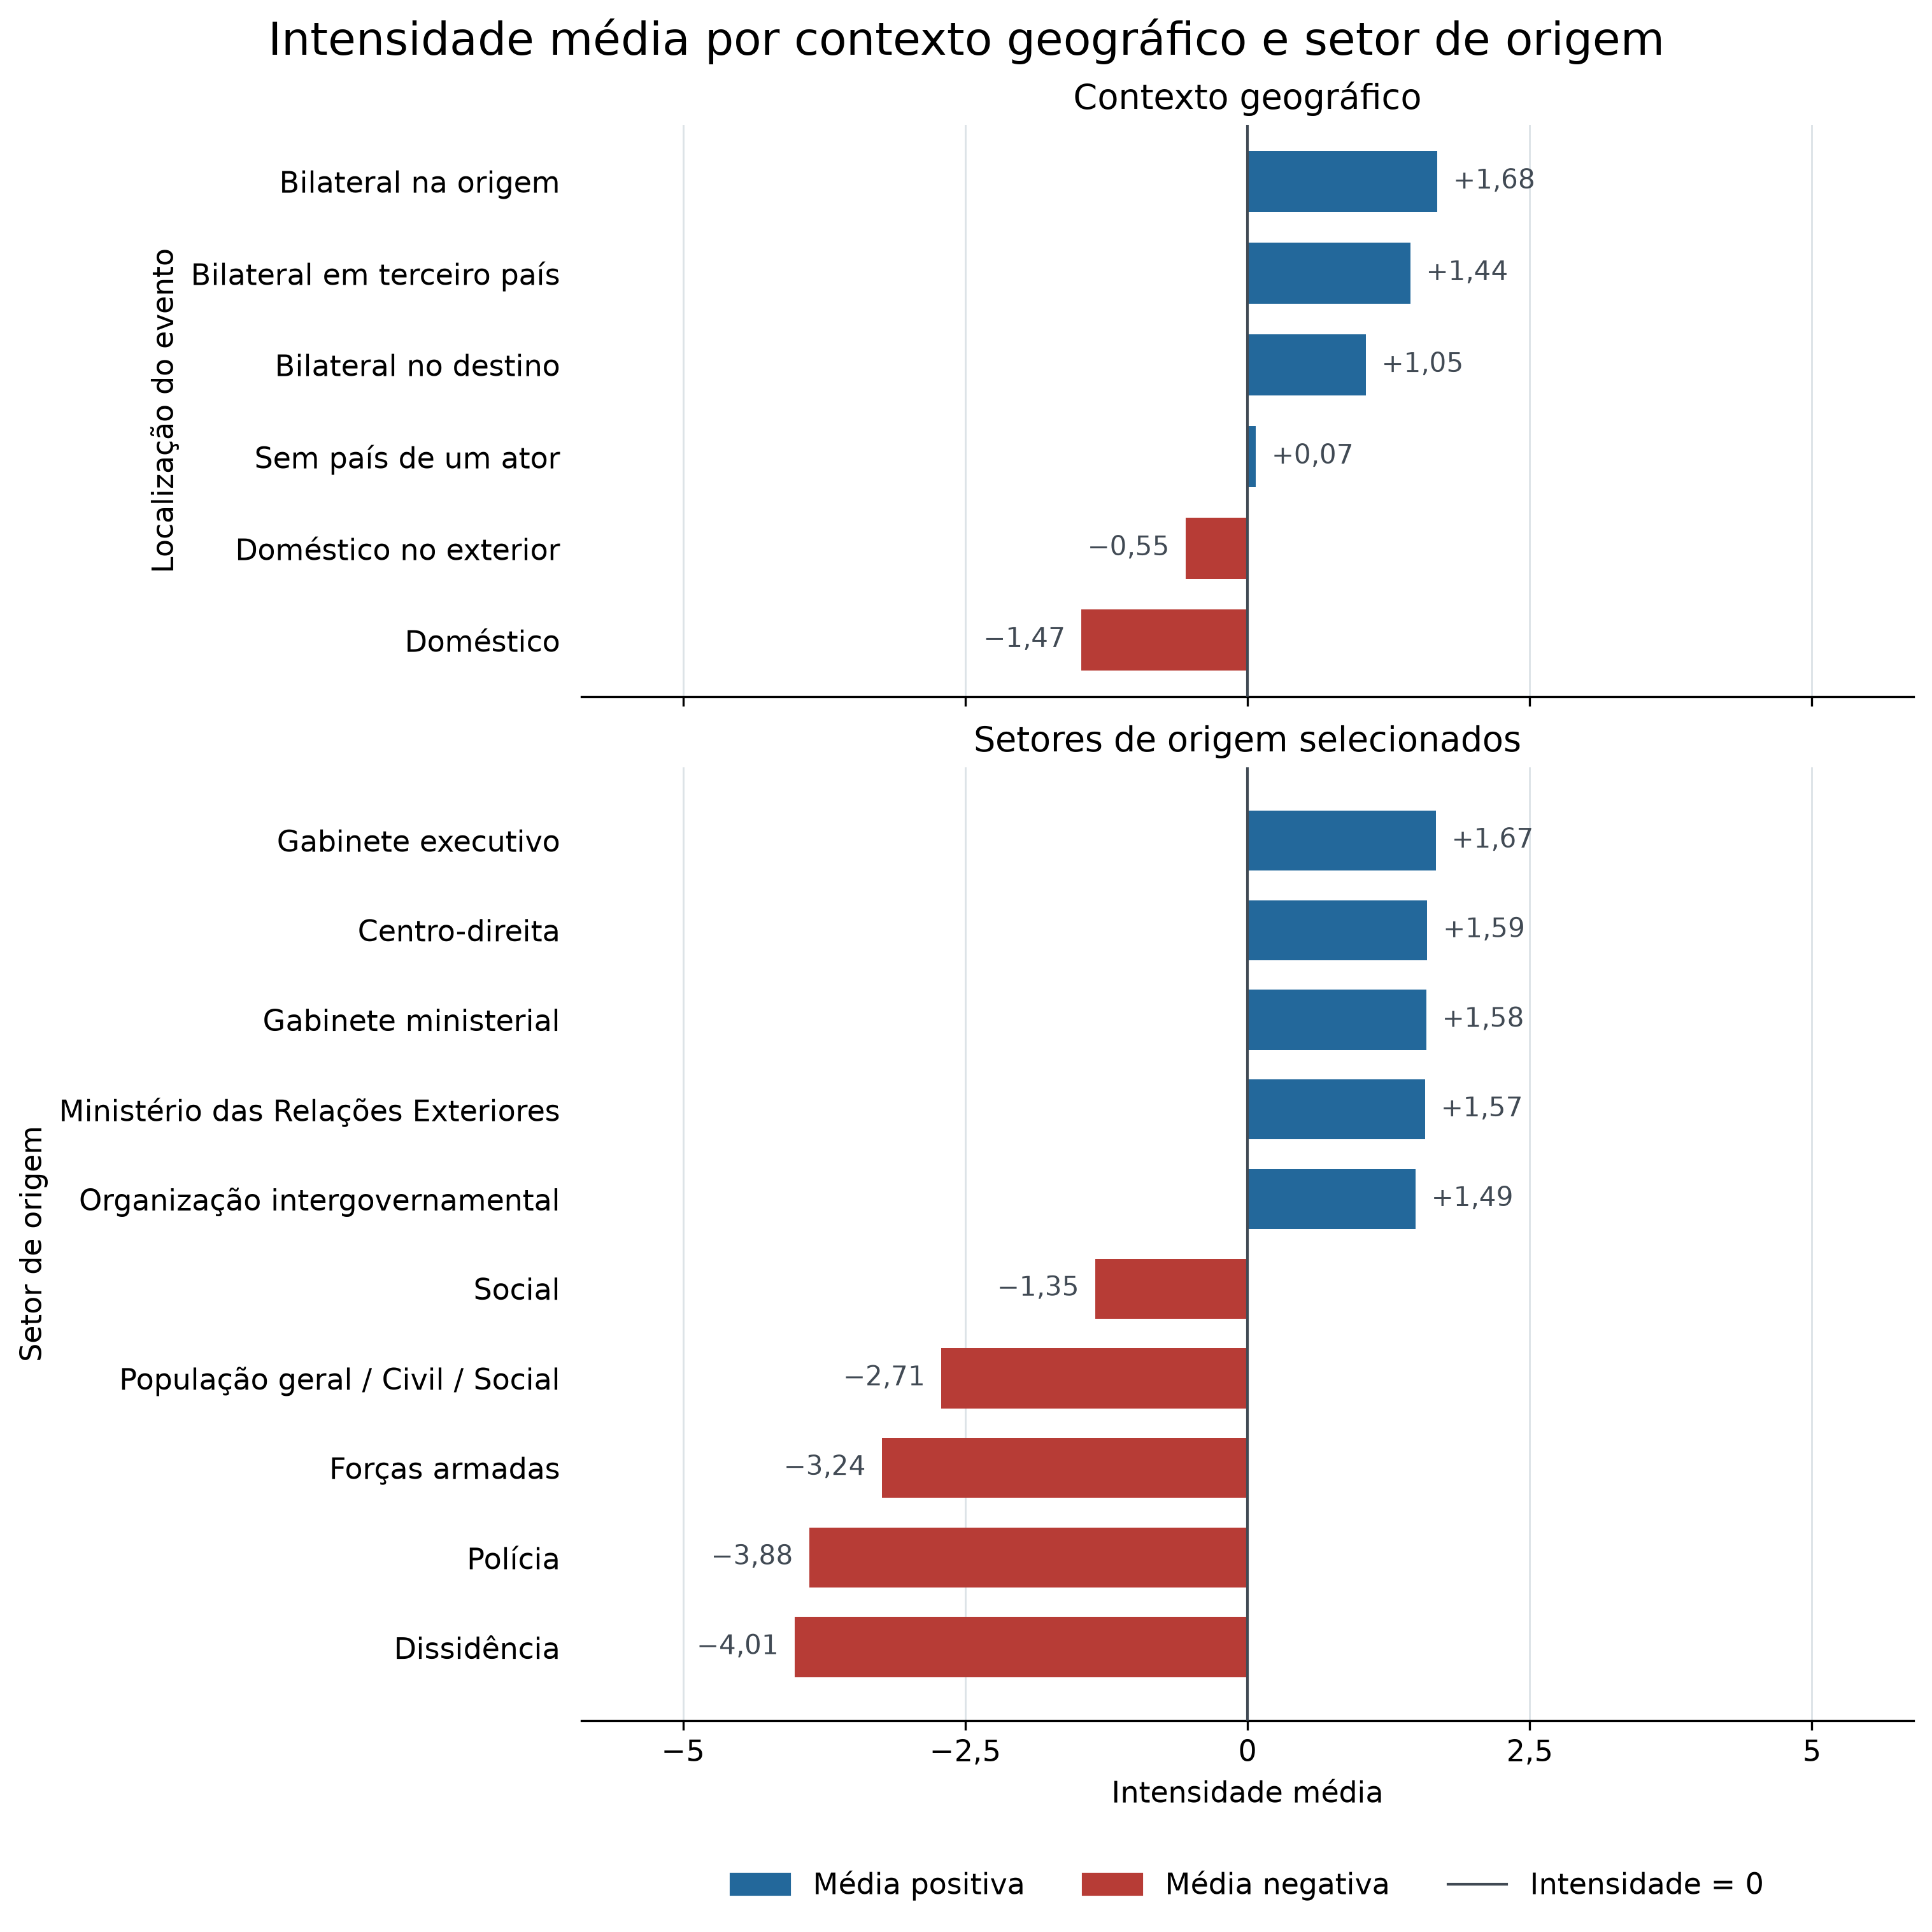 Intensidade média por contexto geográfico e setor de origem
Contexto geográfico
Localização do evento
Bilateral na origem +1,68
Bilateral em terceiro país +1,44
Bilateral no destino +1,05
Sem país de um ator +0,07
Doméstico no exterior −0,55
Doméstico −1,47
Setores de origem selecionados
Setor de origem
Gabinete executivo +1,67
Centro-direita +1,59
Gabinete ministerial +1,58
Ministério das Relações Exteriores +1,57
Organização intergovernamental +1,49
Social −1,35
População geral / Civil / Social −2,71
Forças armadas −3,24
Polícia −3,88
Dissidência −4,01
−5 −2,5 0 2,5 5
Intensidade média
Média positiva Média negativa Intensidade = 0